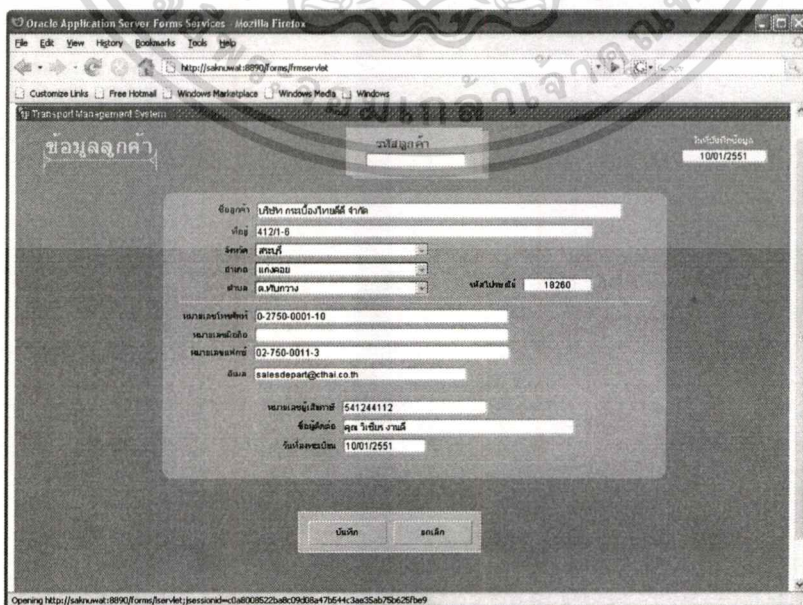 Oracle Application Server Forms Services - Mozilla Firefox
File Edit View History Bookmarks Tools Help
http://saknuwat:8890/forms/frmservlet
Customize Links Free Hotmail Windows Marketplace Windows Media Windows
Transport Management System
ข้อมูลลูกค้า
รหัสลูกค้า
วันที่บันทึกข้อมูล
10/01/2551
ชื่อลูกค้า บริษัท กระเบื้องไทยดีดี จำกัด
ที่อยู่ 412/1-6
จังหวัด สระบุรี
อำเภอ แกงคอย
ตำบล ต.ทับกวาง รหัสไปรษณีย์ 18260
หมายเลขโทรศัพท์ 0-2750-0001-10
หมายเลขมือถือ
หมายเลขแฟกซ์ 02-750-0011-3
อีเมล salesdepart@cthai.co.th
หมายเลขผู้เสียภาษี 541244112
ชื่อผู้ติดต่อ คุณ วิเชียร งานดี
วันที่ลงทะเบียน 10/01/2551
บันทึก ยกเลิก
Opening http://saknuwat:8890/forms/lservlet;jsessionid=c0a8008522ba8c09d08a47b544c3ae35ab75b625fbe9